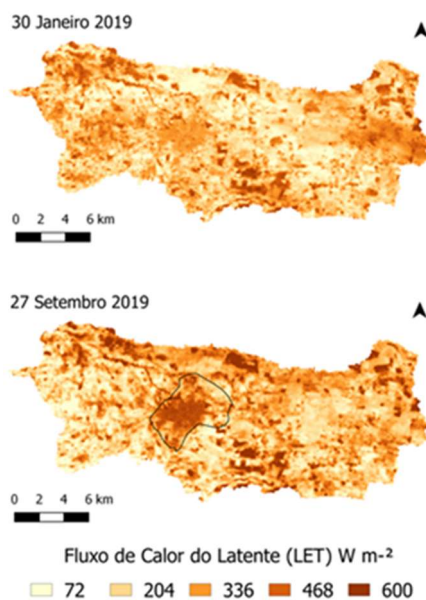 30 Janeiro 2019
0 2 4 6 km
27 Setembro 2019
0 2 4 6 km
Fluxo de Calor do Latente (LET) W m-²
72 204 336 468 600